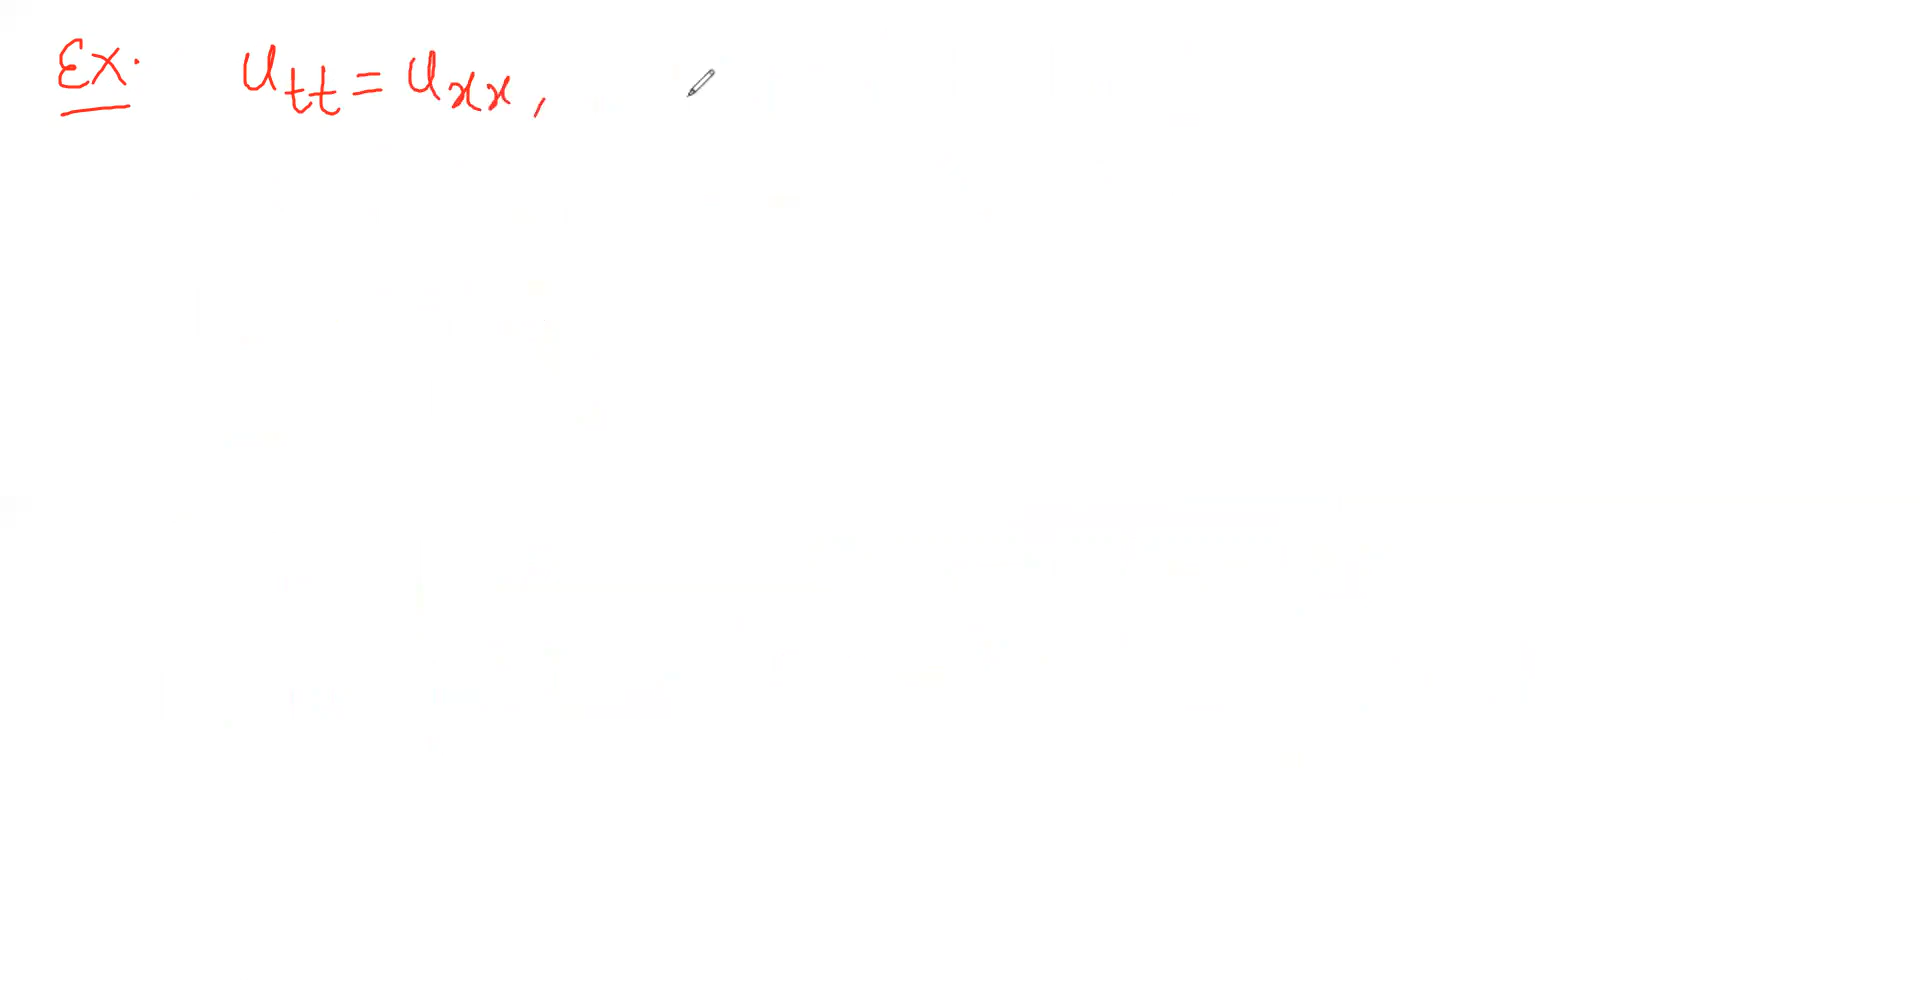 Ex. u_tt = u_xx,